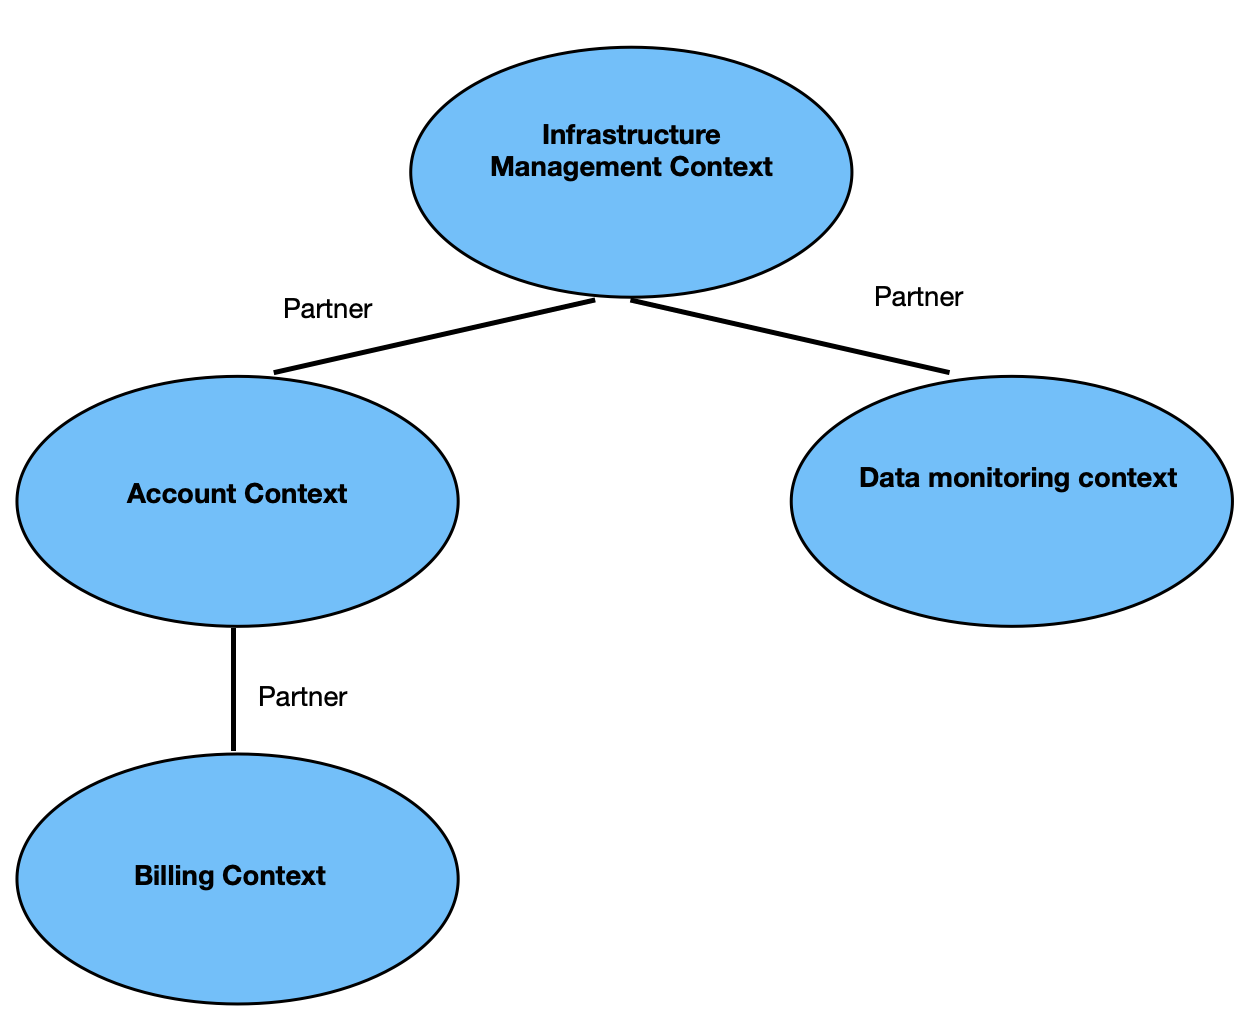 Infrastructure
Management Context
Partner
Partner
Account Context
Data monitoring context
Partner
Billing Context